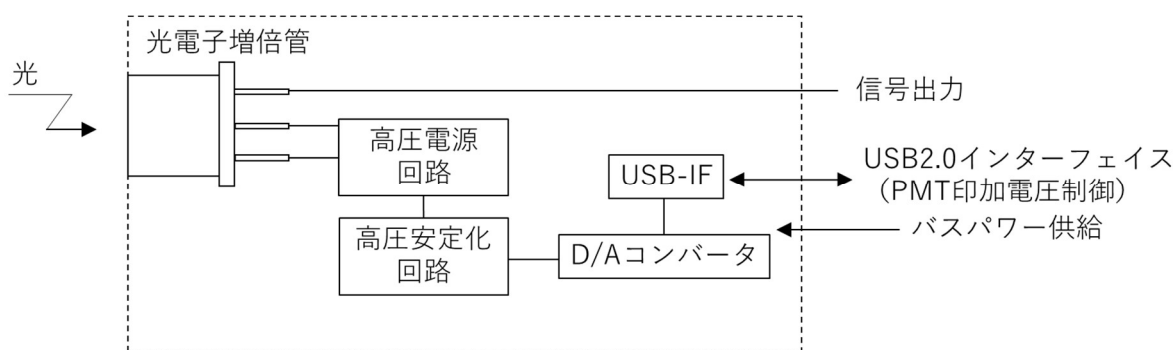 光電子増倍管
光
信号出力
高圧電源
回路
USB-IF
USB2.0インターフェイス
（PMT印加電圧制御）
バスパワー供給
高圧安定化
回路
D/Aコンバータ